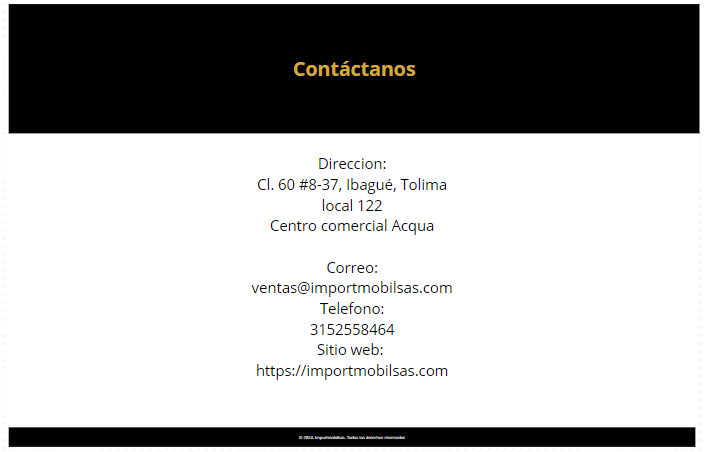 Contáctanos
Direccion:
Cl. 60 #8-37, Ibagué, Tolima
local 122
Centro comercial Acqua
Correo:
ventas@importmobilsas.com
Telefono:
3152558464
Sitio web:
https://importmobilsas.com
© 2024. Importmobilsas. Todos los derechos reservados